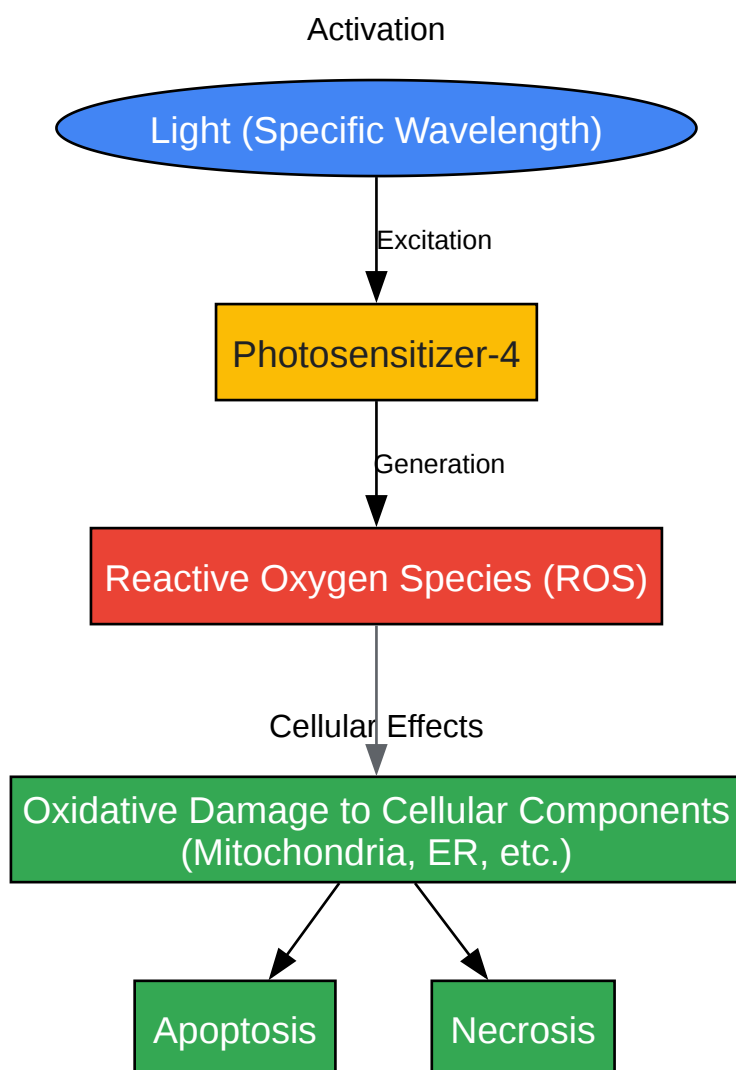 Activation
Light (Specific Wavelength)
Excitation
Photosensitizer-4
Generation
Reactive Oxygen Species (ROS)
Cellular Effects
Oxidative Damage to Cellular Components
(Mitochondria, ER, etc.)
Apoptosis
Necrosis